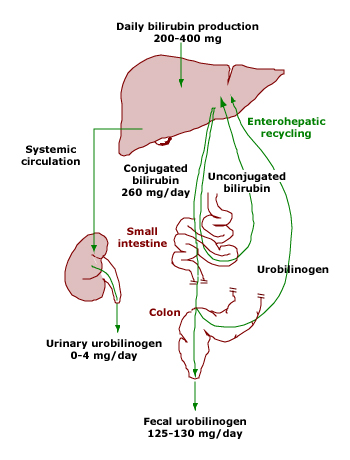 Daily bilirubin production
200-400 mg
Enterohepatic
recycling
Systemic
circulation
Conjugated
bilirubin
260 mg/day
Unconjugated
bilirubin
Small
intestine
Urobilinogen
Colon
Urinary urobilinogen
0-4 mg/day
Fecal urobilinogen
125-130 mg/day